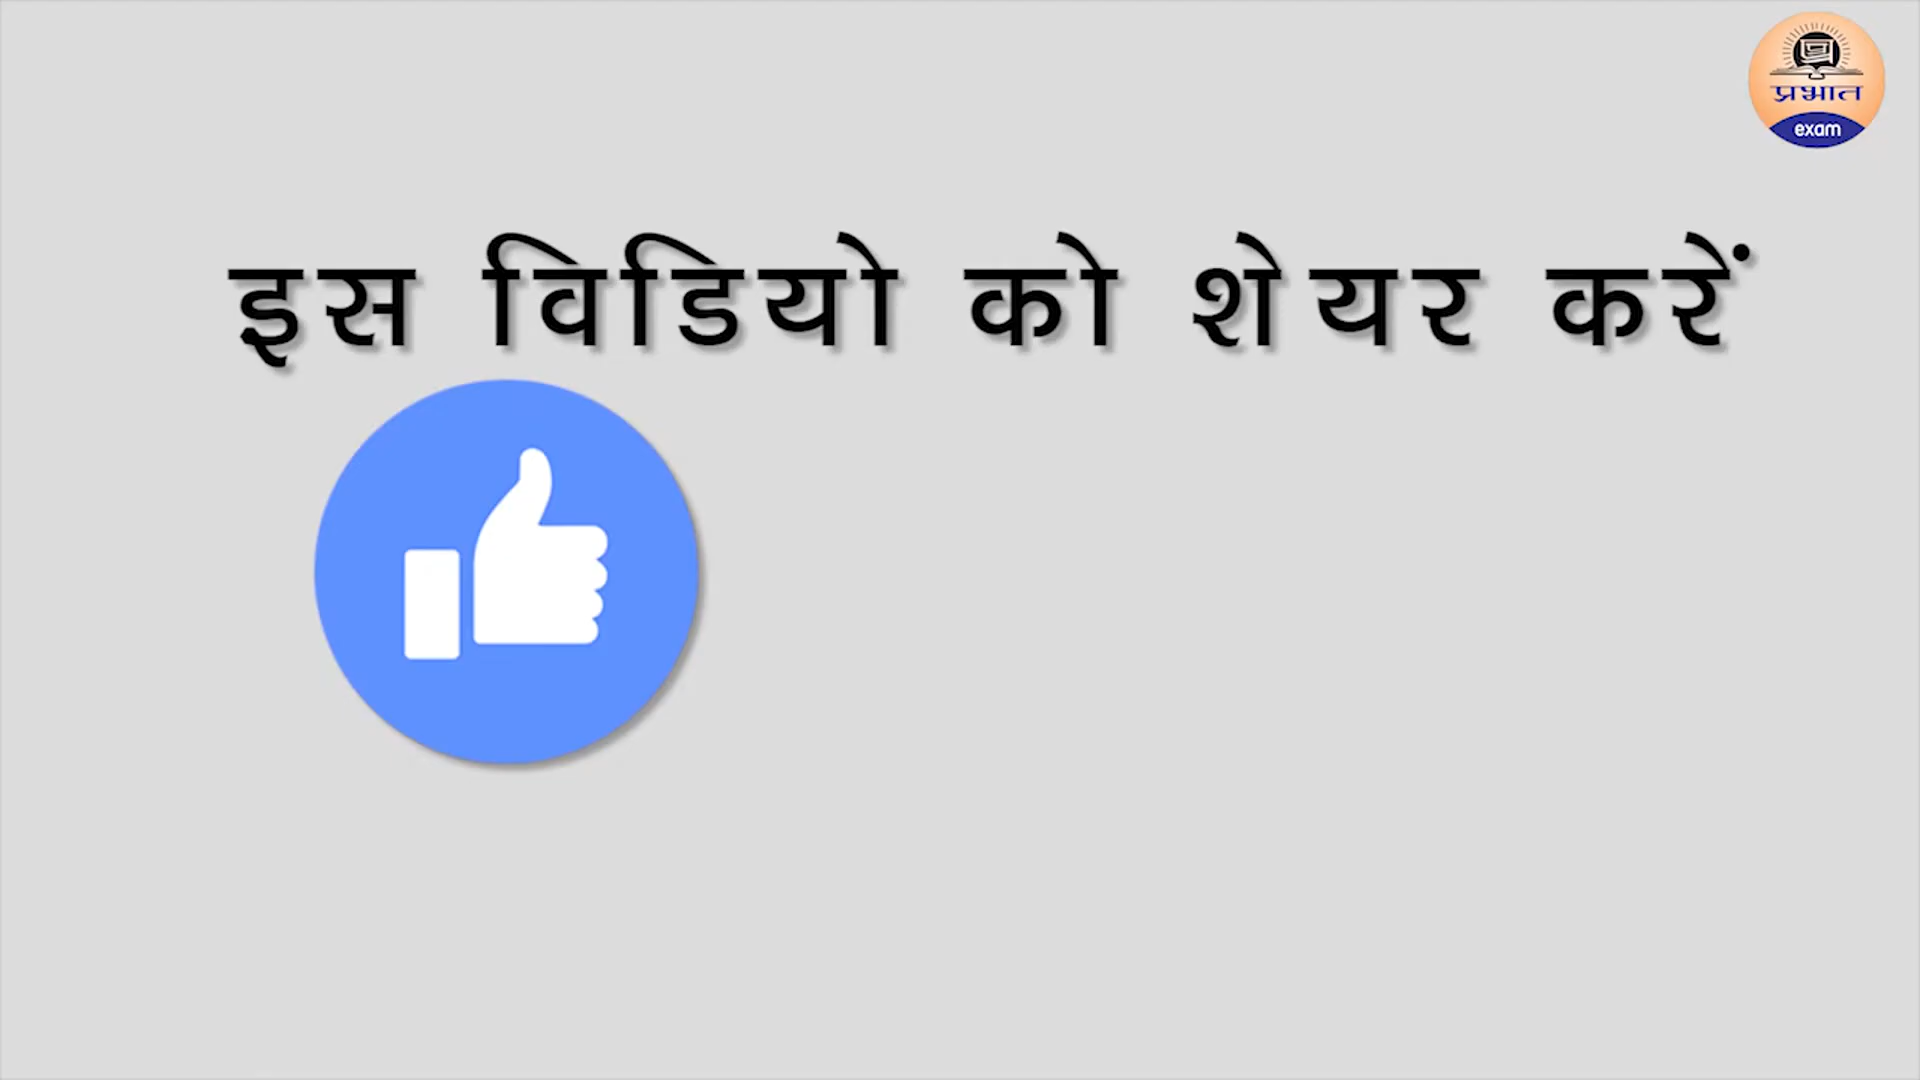 प्रभात
exam
इस विडियो को शेयर करें